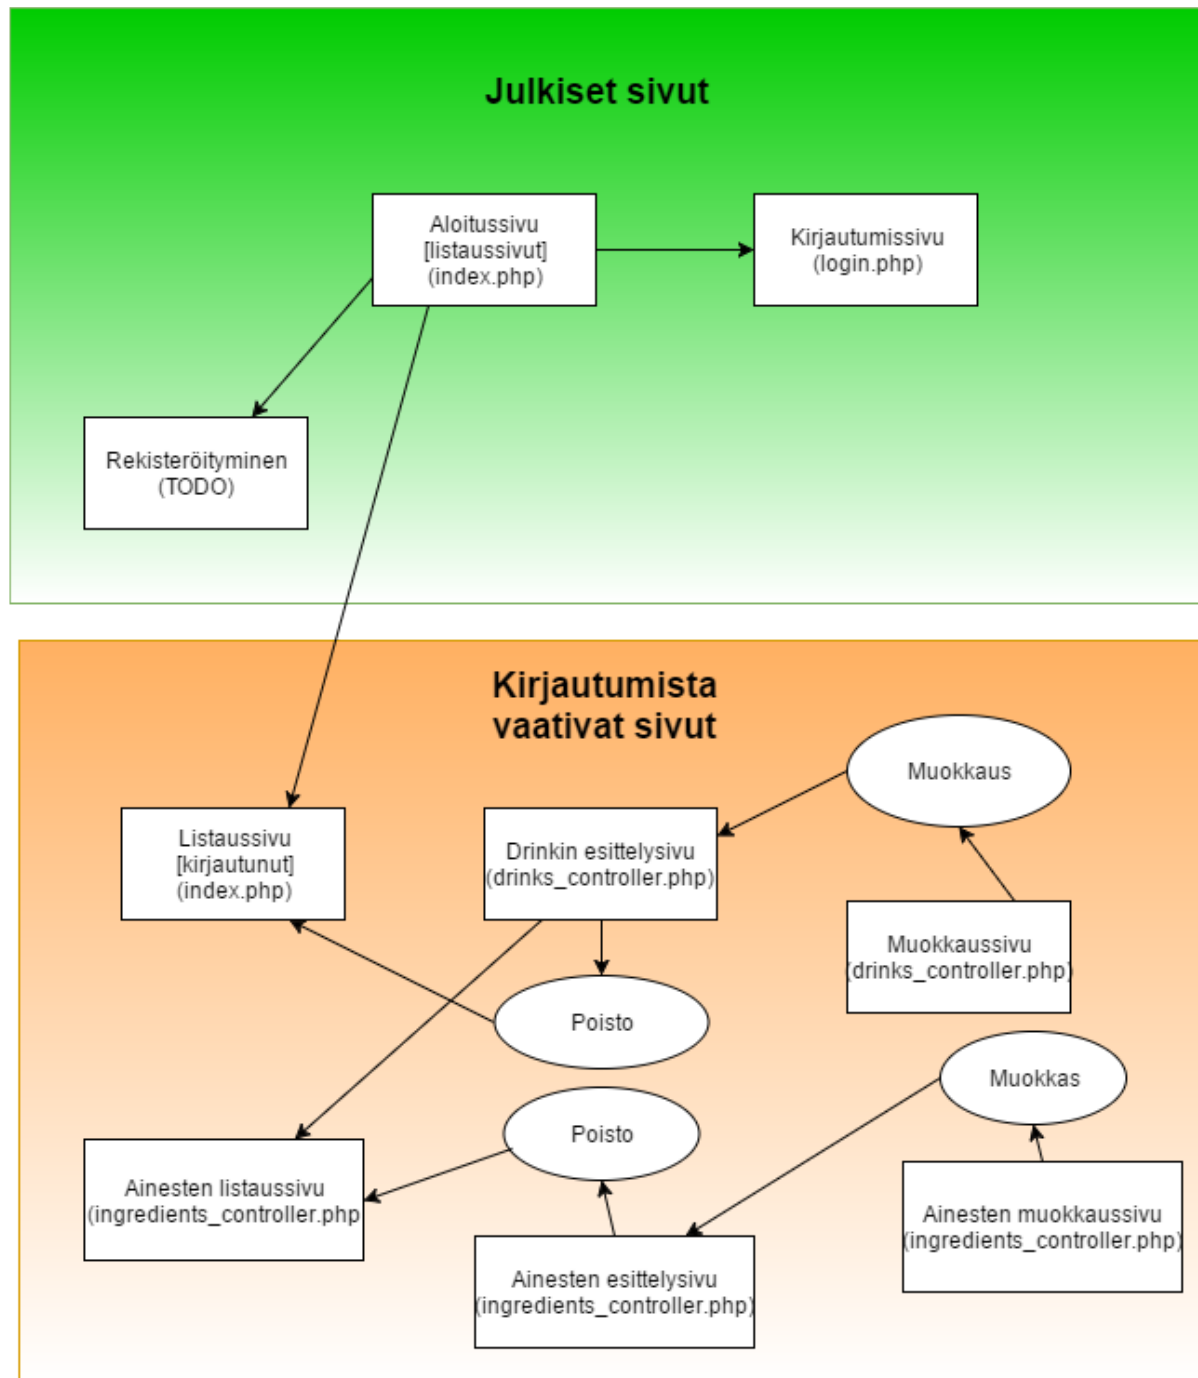 Julkiset sivut
Aloitussivu
[listaussivut]
(index.php)
Kirjautumissivu
(login.php)
Rekisteröityminen
(TODO)
Kirjautumista
vaativat sivut
Muokkaus
Listaussivu
[kirjautunut]
(index.php)
Drinkin esittelysivu
(drinks_controller.php)
Muokkaussivu
(drinks_controller.php)
Poisto
Muokkas
Poisto
Ainesten listaussivu
(ingredients_controller.php
Ainesten muokkaussivu
(ingredients_controller.php)
Ainesten esittelysivu
(ingredients_controller.php)